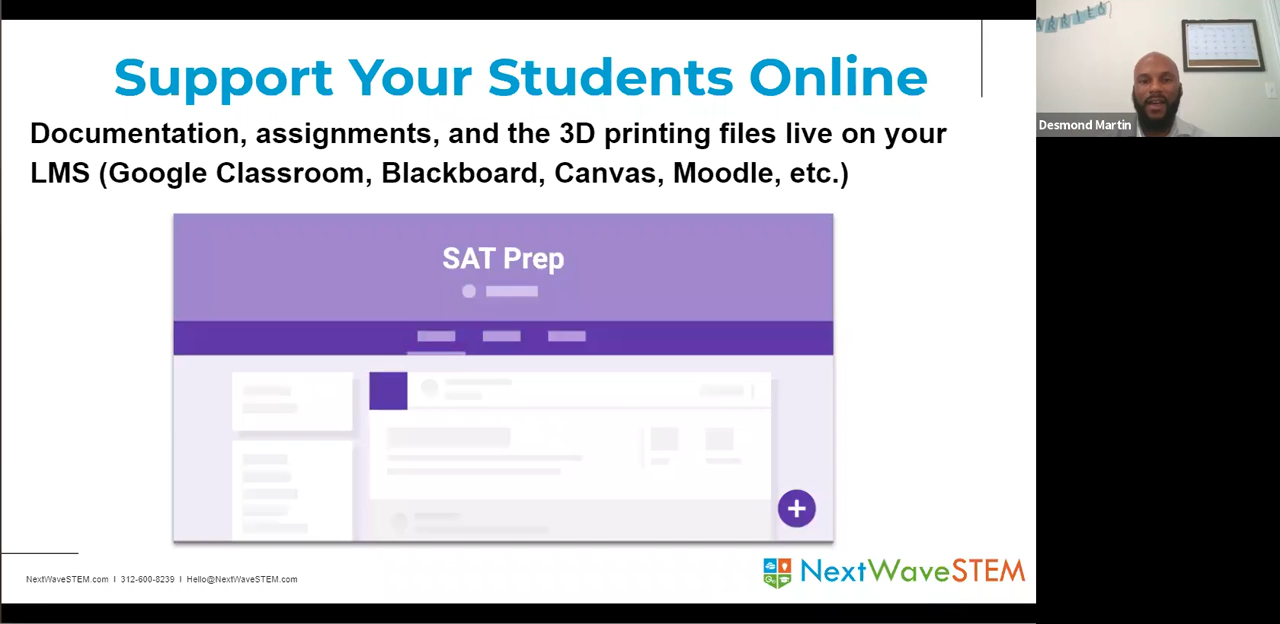 Support Your Students Online
Documentation, assignments, and the 3D printing files live on your
LMS (Google Classroom, Blackboard, Canvas, Moodle, etc.)
SAT Prep
NextWaveSTEM.com I 312-600-8239 I Hello@NextWaveSTEM.com
NextWaveSTEM
ARRIED
Desmond Martin